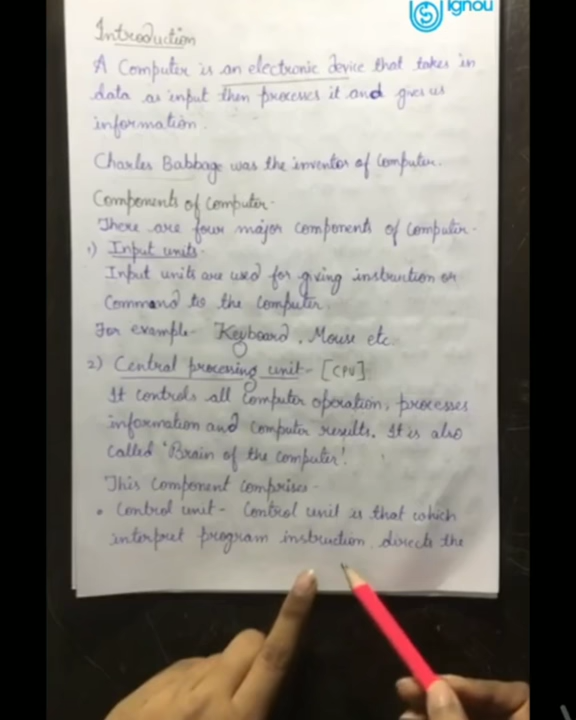 ignou
Introduction
A Computer is an electronic device that takes in
data as input then processes it and gives us
information.
Charles Babbage was the inventor of Computer.
Components of Computer-
There are four major components of Computer-
1) Input units-
Input units are used for giving instruction or
Command to the Computer.
For example- Keyboard, Mouse etc
2) Central processing unit- [CPU]
It controls all Computer operation, processes
information and Computer results. It is also
Called 'Brain of the Computer'.
This Component Comprises-
• Control unit- Control unit is that which
interpret program instruction, directs the